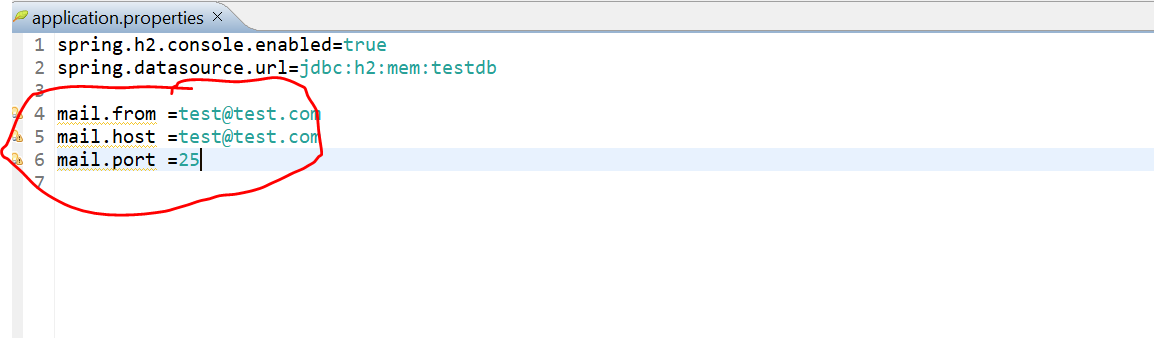 application.properties
1 spring.h2.console.enabled=true
2 spring.datasource.url=jdbc:h2:mem:testdb
3
4 mail.from =test@test.com
5 mail.host =test@test.com
6 mail.port =25
7